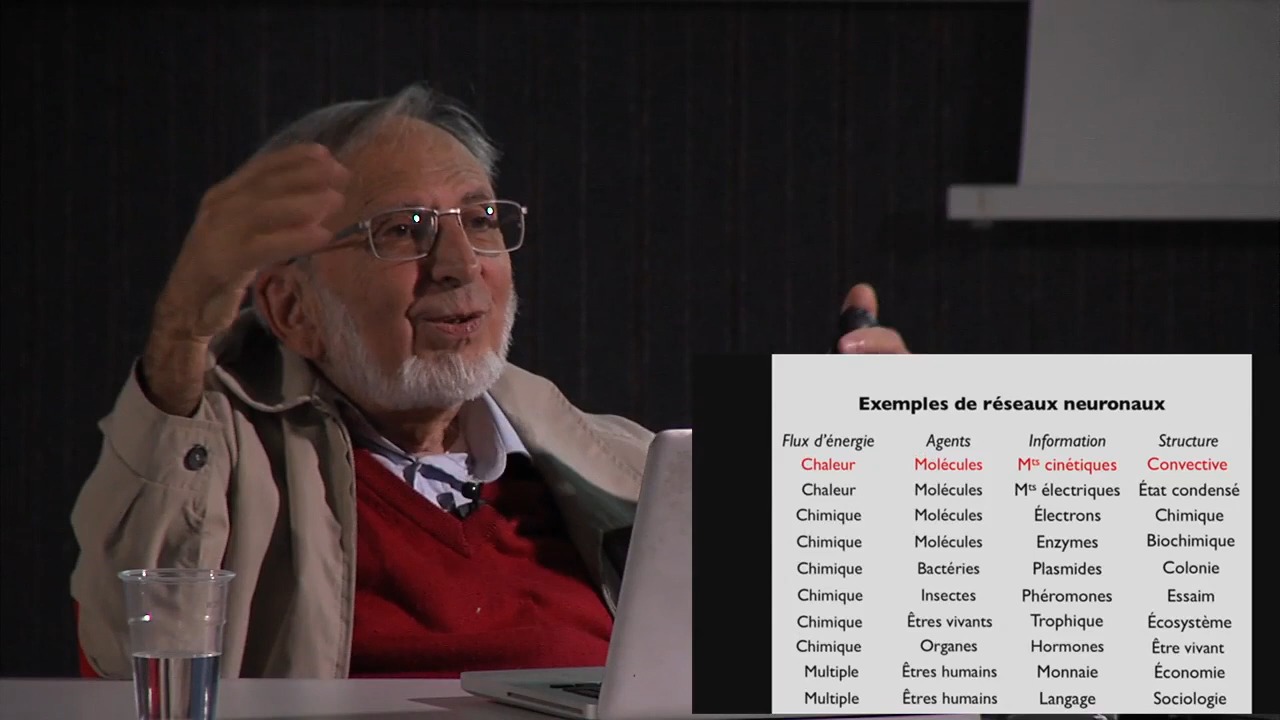 Exemples de réseaux neuronaux
Flux d'énergie Agents Information Structure
Chaleur Molécules Mᵗˢ cinétiques Convective
Chaleur Molécules Mᵗˢ électriques État condensé
Chimique Molécules Électrons Chimique
Chimique Molécules Enzymes Biochimique
Chimique Bactéries Plasmides Colonie
Chimique Insectes Phéromones Essaim
Chimique Êtres vivants Trophique Écosystème
Chimique Organes Hormones Être vivant
Multiple Êtres humains Monnaie Économie
Multiple Êtres humains Langage Sociologie